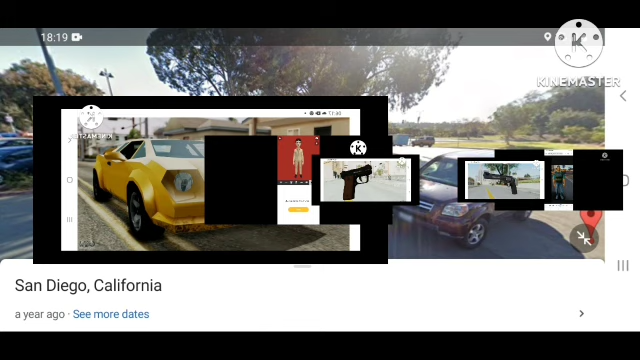 18:19
KINEMASTER
San Diego, California
a year ago · See more dates